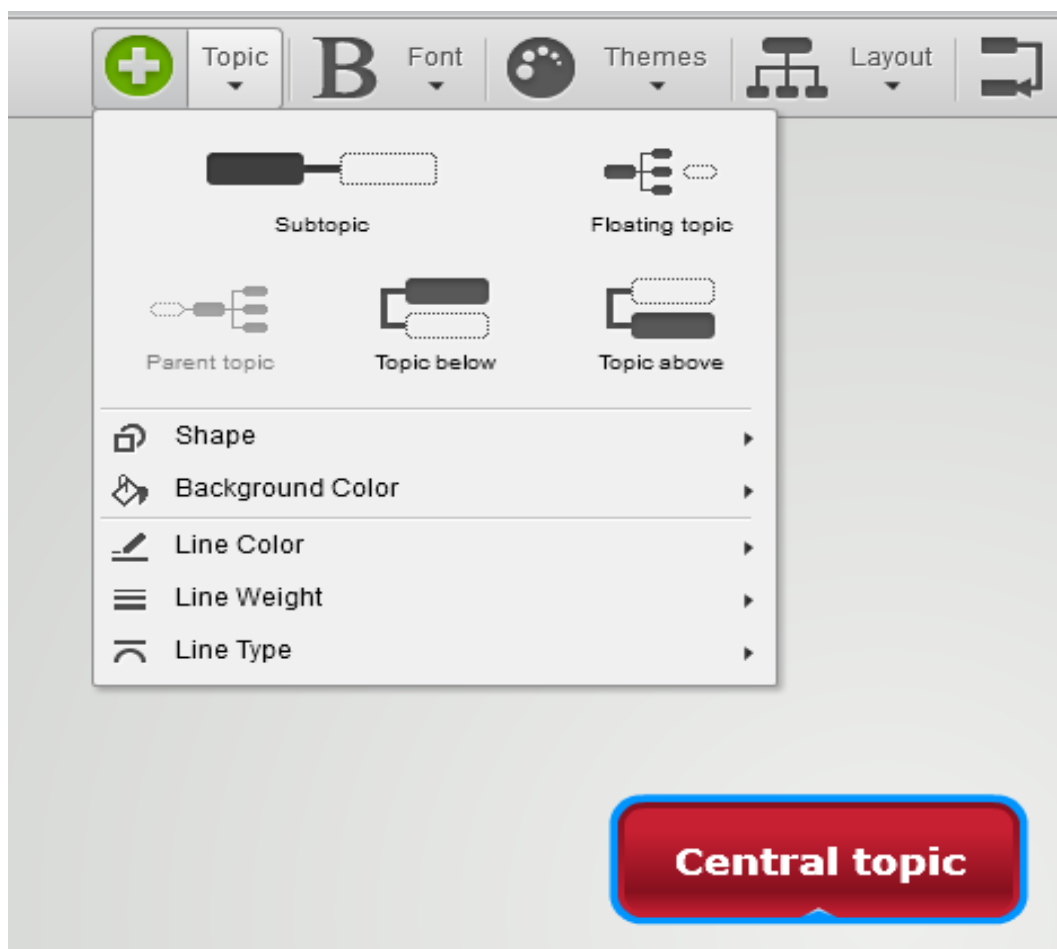 Topic
B Font
Themes
Layout
Subtopic
Floating topic
Parent topic
Topic below
Topic above
Shape
Background Color
Line Color
Line Weight
Line Type
Central topic